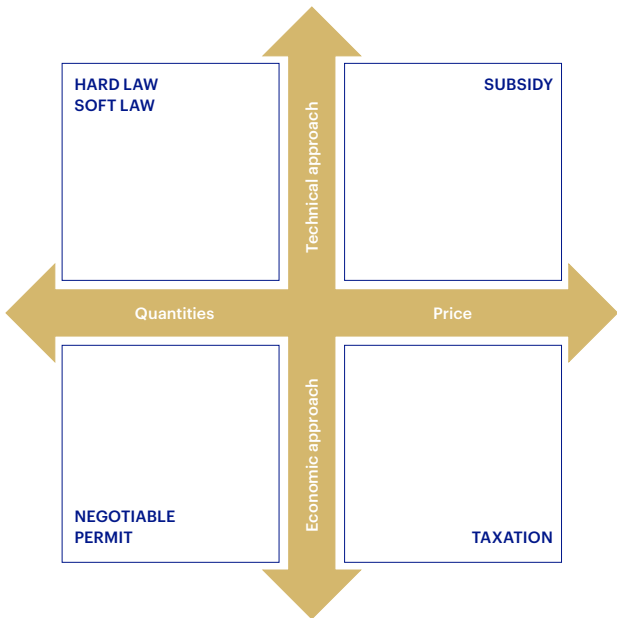 HARD LAW
SOFT LAW
SUBSIDY
Technical approach
Quantities
Price
Economic approach
NEGOTIABLE
PERMIT
TAXATION